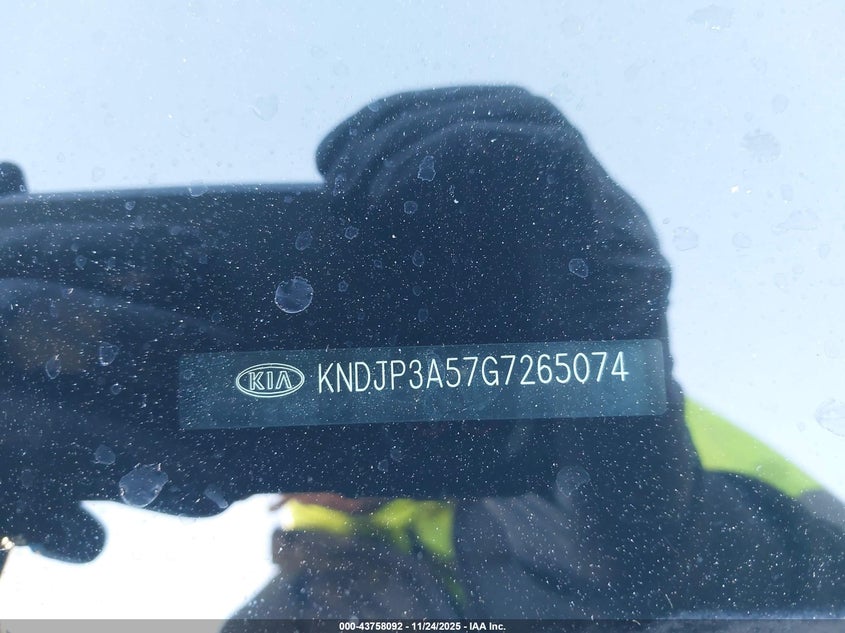 KIA KNDJP3A57G7265074
000-43758092 - 11/24/2025 - IAA Inc.